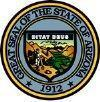 GREAT SEAL OF THE STATE OF ARIZONA
DITAT DEUS
1912